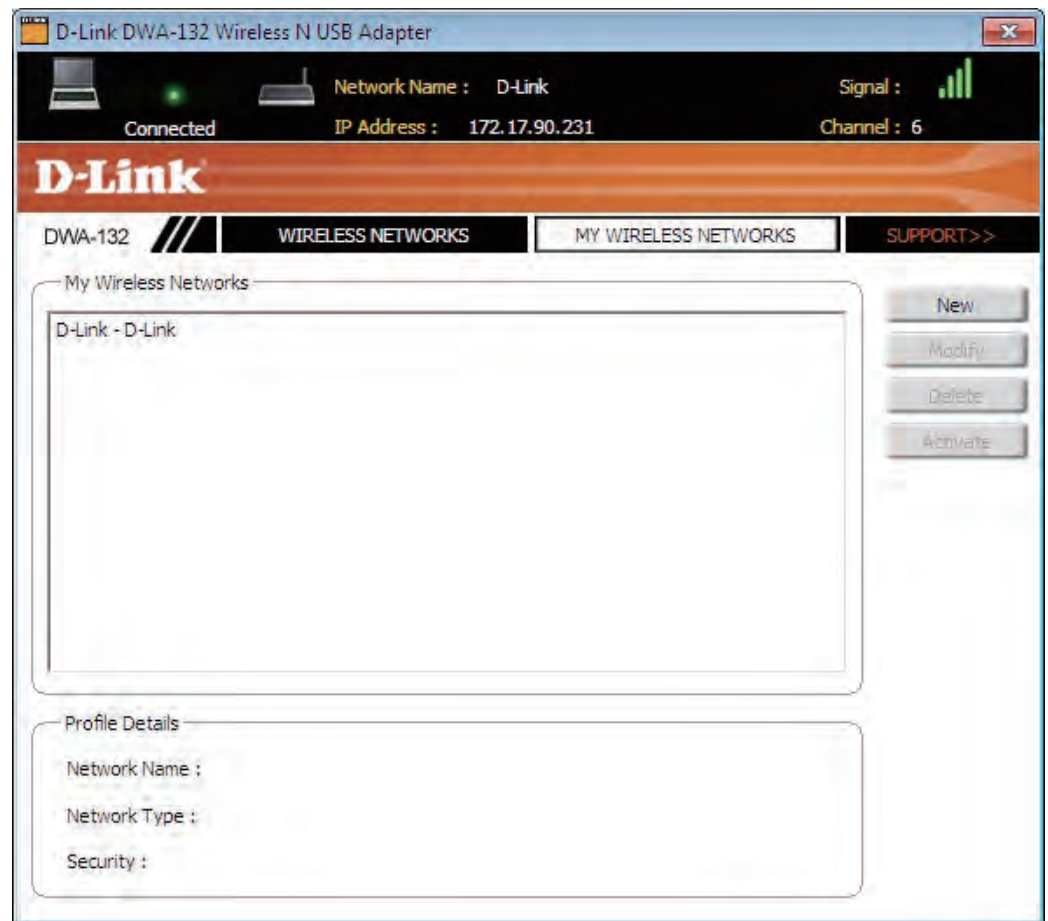 D-Link DWA-132 Wireless N USB Adapter
Network Name : D-Link Signal :
Connected IP Address : 172.17.90.231 Channel : 6
D-Link
DWA-132 WIRELESS NETWORKS MY WIRELESS NETWORKS SUPPORT>>
My Wireless Networks
D-Link - D-Link
New
Modify
Delete
Activate
Profile Details
Network Name :
Network Type :
Security :